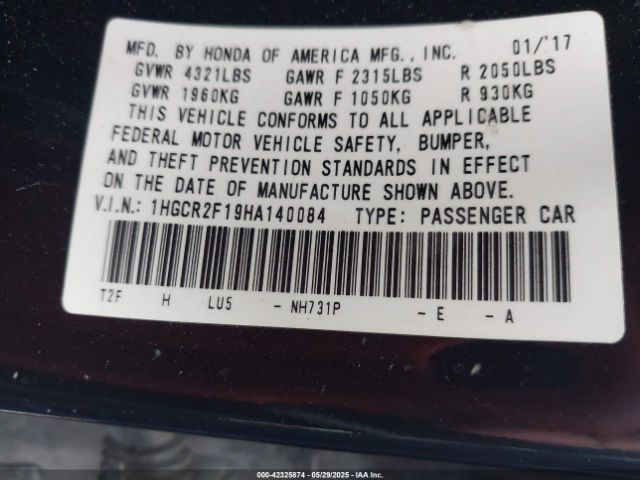 MFD. BY HONDA OF AMERICA MFG., INC. 01/'17
GVWR 4321LBS GAWR F 2315LBS R 2050LBS
GVWR 1960KG GAWR F 1050KG R 930KG
THIS VEHICLE CONFORMS TO ALL APPLICABLE
FEDERAL MOTOR VEHICLE SAFETY, BUMPER,
AND THEFT PREVENTION STANDARDS IN EFFECT
ON THE DATE OF MANUFACTURE SHOWN ABOVE.
V.I.N.: 1HGCR2F19HA140084 TYPE: PASSENGER CAR
T2F H LU5 - NH731P - E - A
000-42325874 05/29/2025 IAA Inc.